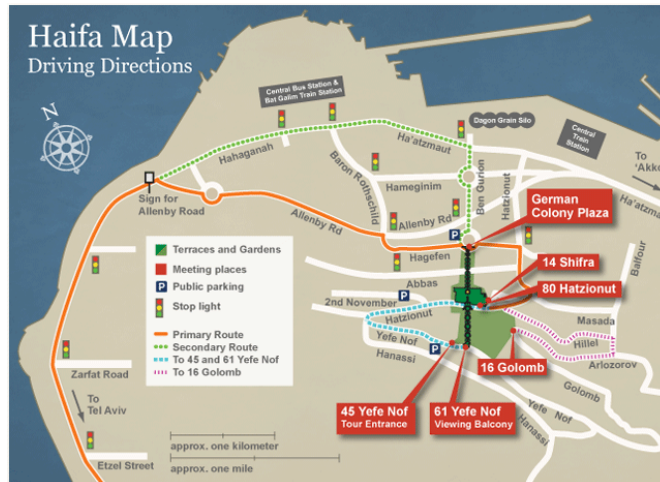 Haifa Map
Driving Directions
N
Central Bus Station &
Bat Galim Train Station
Dagon Grain Silo
Central
Train
Station
To
'Akko
Ha'atzmaut
Ha'atzmaut
Hahaganah
Baron Rothschild
Hameginim
Ben Gurion
Hatzionut
Sign for
Allenby Road
Allenby Rd
Allenby Rd
German
Colony Plaza
P
Hagefen
Balfour
Abbas
14 Shifra
80 Hatzionut
Terraces and Gardens
Meeting places
P
Public parking
Stop light
Primary Route
Secondary Route
To 45 and 61 Yefe Nof
To 16 Golomb
2nd November
P
Hatzionut
Masada
Hillel
Yefe Nof
P
Hanassi
16 Golomb
Arlozorov
Zarfat Road
Golomb
To
Tel Aviv
45 Yefe Nof
Tour Entrance
61 Yefe Nof
Viewing Balcony
Yefe Nof
Hanassi
Etzel Street
approx. one kilometer
approx. one mile